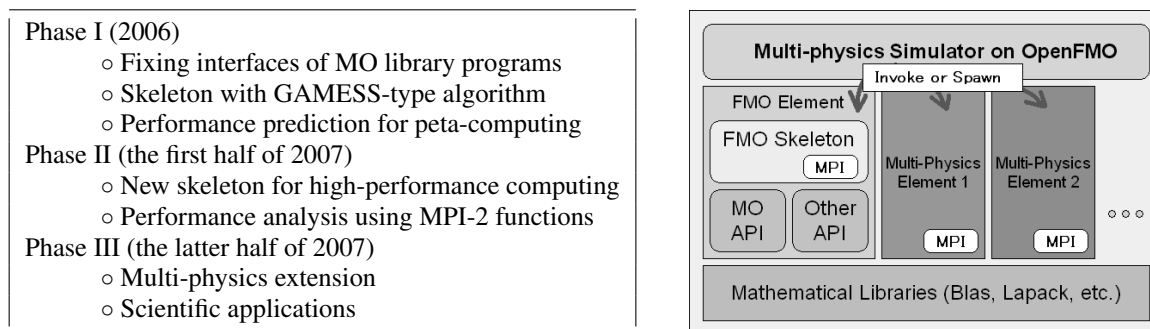 Phase I (2006)
○ Fixing interfaces of MO library programs
○ Skeleton with GAMESS-type algorithm
○ Performance prediction for peta-computing
Phase II (the first half of 2007)
○ New skeleton for high-performance computing
○ Performance analysis using MPI-2 functions
Phase III (the latter half of 2007)
○ Multi-physics extension
○ Scientific applications
Multi-physics Simulator on OpenFMO
Invoke or Spawn
FMO Element
FMO Skeleton
MPI
MO
API
Other
API
Multi-Physics
Element 1
MPI
Multi-Physics
Element 2
MPI
○○○
Mathematical Libraries (Blas, Lapack, etc.)